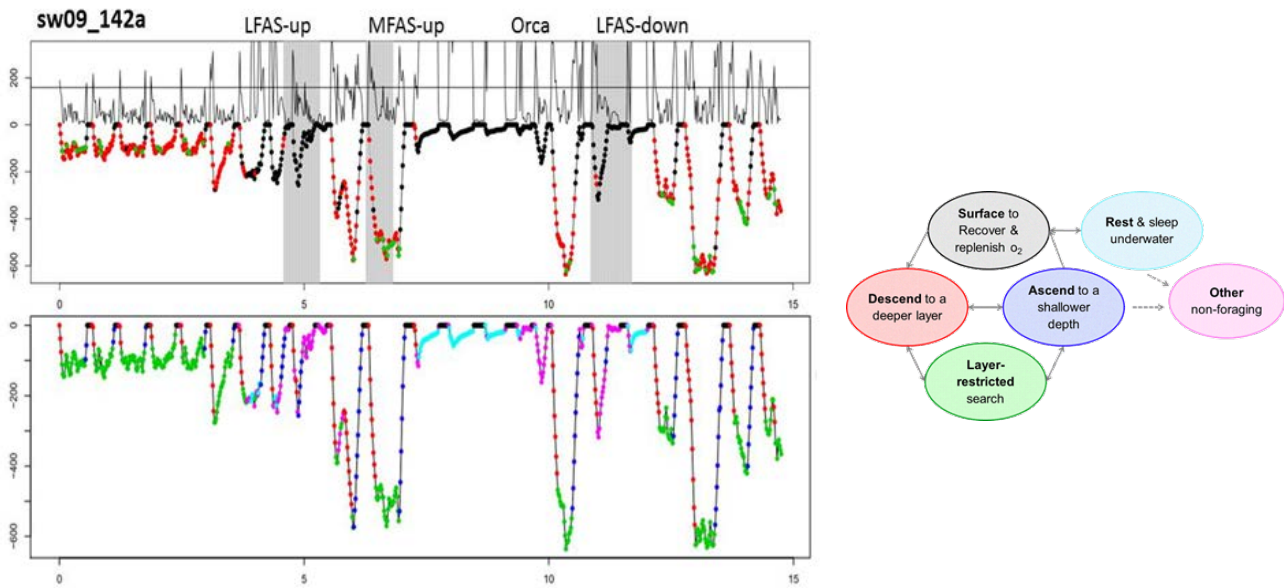 sw09_142a
LFAS-up MFAS-up Orca LFAS-down
200
0
-200
-400
-600
0 5 10 15
0
-200
-400
-600
0 5 10 15
Surface to
Recover &
replenish o₂
Rest & sleep
underwater
Descend to a
deeper layer
Ascend to a
shallower
depth
Other
non-foraging
Layer-
restricted
search